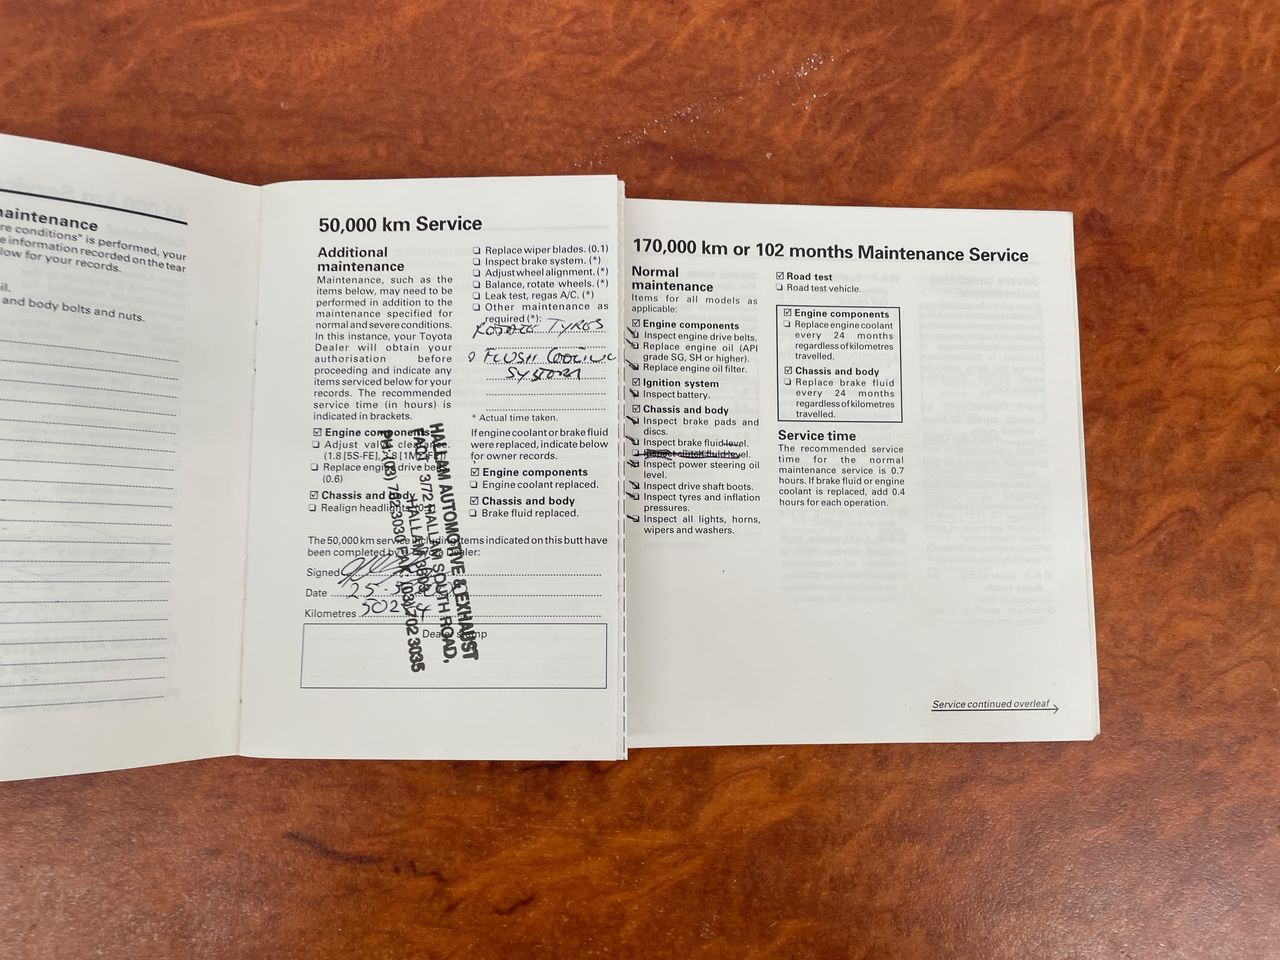 maintenance
re conditions* is performed, your
e information recorded on the tear
low for your records.
il.
and body bolts and nuts.
50,000 km Service
Additional
maintenance
Maintenance, such as the
items below, may need to be
performed in addition to the
maintenance specified for
normal and severe conditions.
In this instance, your Toyota
Dealer will obtain your
authorisation before
proceeding and indicate any
items serviced below for your
records. The recommended
service time (in hours) is
indicated in brackets.
☑ Engine components
❏ Adjust valve clearance.
(1.8 [5S-FE],
❏ Replace engine drive belts.
(0.6)
☑ Chassis and body
❏ Realign headlights.
❏ Replace wiper blades. (0.1)
❏ Inspect brake system. (*)
❏ Adjust wheel alignment. (*)
❏ Balance, rotate wheels. (*)
❏ Leak test, regas A/C. (*)
❏ Other maintenance as
required (*):
ROTATE TYRES
FLUSH COOLING
SYSTEM
* Actual time taken.
If engine coolant or brake fluid
were replaced, indicate below
for owner records.
☑ Engine components
❏ Engine coolant replaced.
☑ Chassis and body
❏ Brake fluid replaced.
The 50,000 km service including items indicated on this butt have
been completed by Toyota Dealer:
Signed
Date 25
Kilometres
Dealer stamp
HALLAM AUTOMOTIVE & EXHAUST
3/72 HALLAM SOUTH ROAD,
HALLAM 3803
PH: (03) 702 3030 FAX: (03) 702 3035
170,000 km or 102 months Maintenance Service
Normal
maintenance
Items for all models as
applicable:
☑ Engine components
❏ Inspect engine drive belts.
❏ Replace engine oil (API
grade SG, SH or higher).
❏ Replace engine oil filter.
☑ Ignition system
❏ Inspect battery.
☑ Chassis and body
❏ Inspect brake pads and
discs.
❏ Inspect brake fluid level.
❏ Inspect clutch fluid level.
❏ Inspect power steering oil
level.
❏ Inspect drive shaft boots.
❏ Inspect tyres and inflation
pressures.
❏ Inspect all lights, horns,
wipers and washers.
☑ Road test
❏ Road test vehicle.
☑ Engine components
❏ Replace engine coolant
every 24 months
regardless of kilometres
travelled.
☑ Chassis and body
❏ Replace brake fluid
every 24 months
regardless of kilometres
travelled.
Service time
The recommended service
time for the normal
maintenance service is 0.7
hours. If brake fluid or engine
coolant is replaced, add 0.4
hours for each operation.
Service continued overleaf